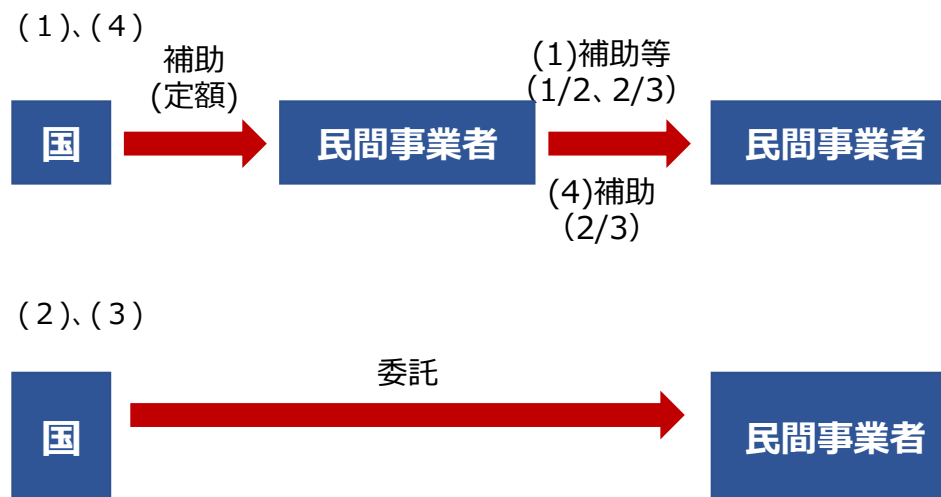 (1)、(4)
補助
(定額)
(1)補助等
(1/2、2/3)
国
民間事業者
民間事業者
(4)補助
(2/3)
(2)、(3)
委託
国
民間事業者